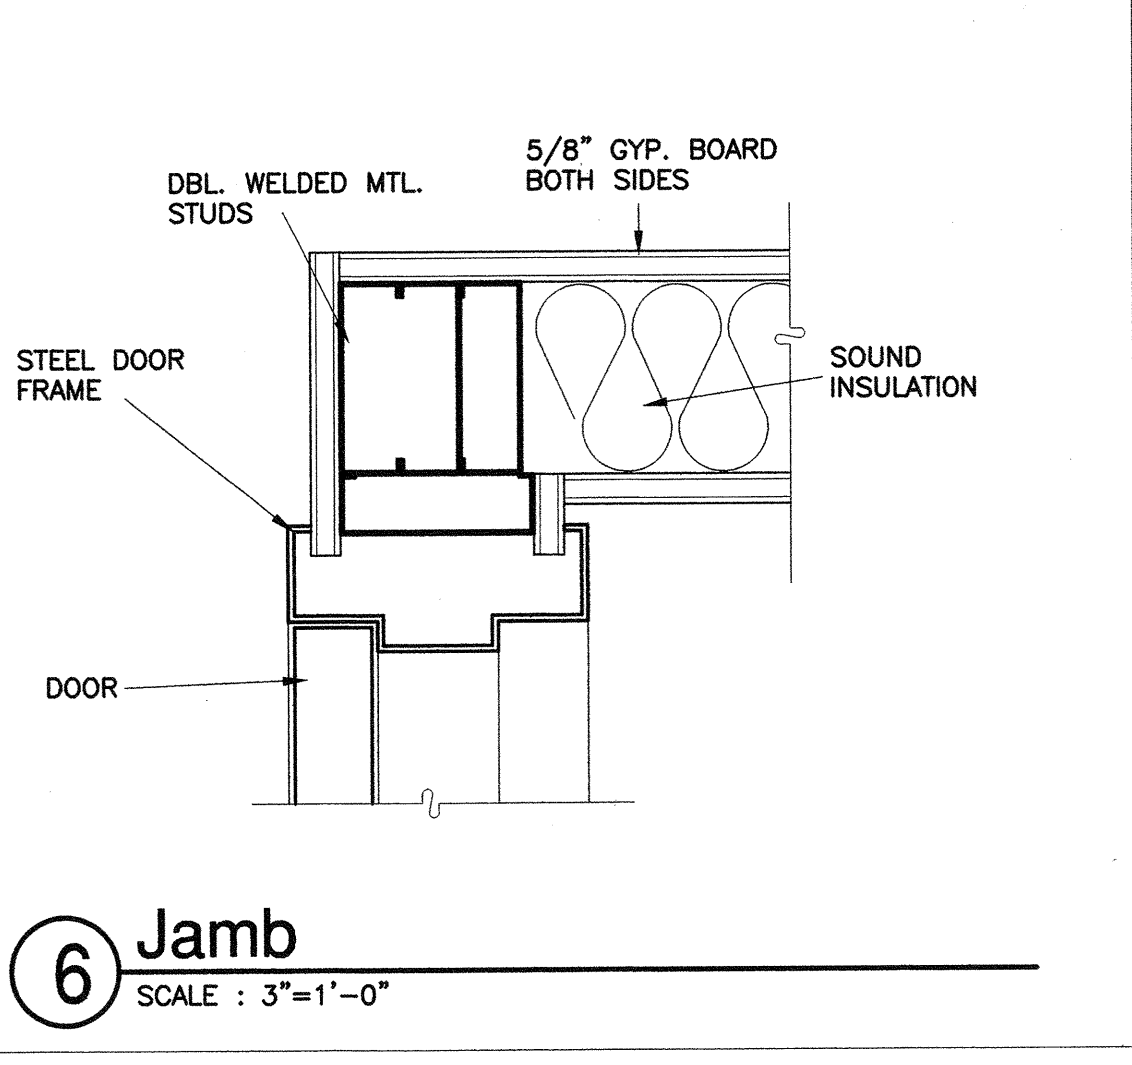 5/8" GYP. BOARD
BOTH SIDES
DBL. WELDED MTL.
STUDS
STEEL DOOR
FRAME
SOUND
INSULATION
DOOR
6
Jamb
SCALE : 3"=1'-0"